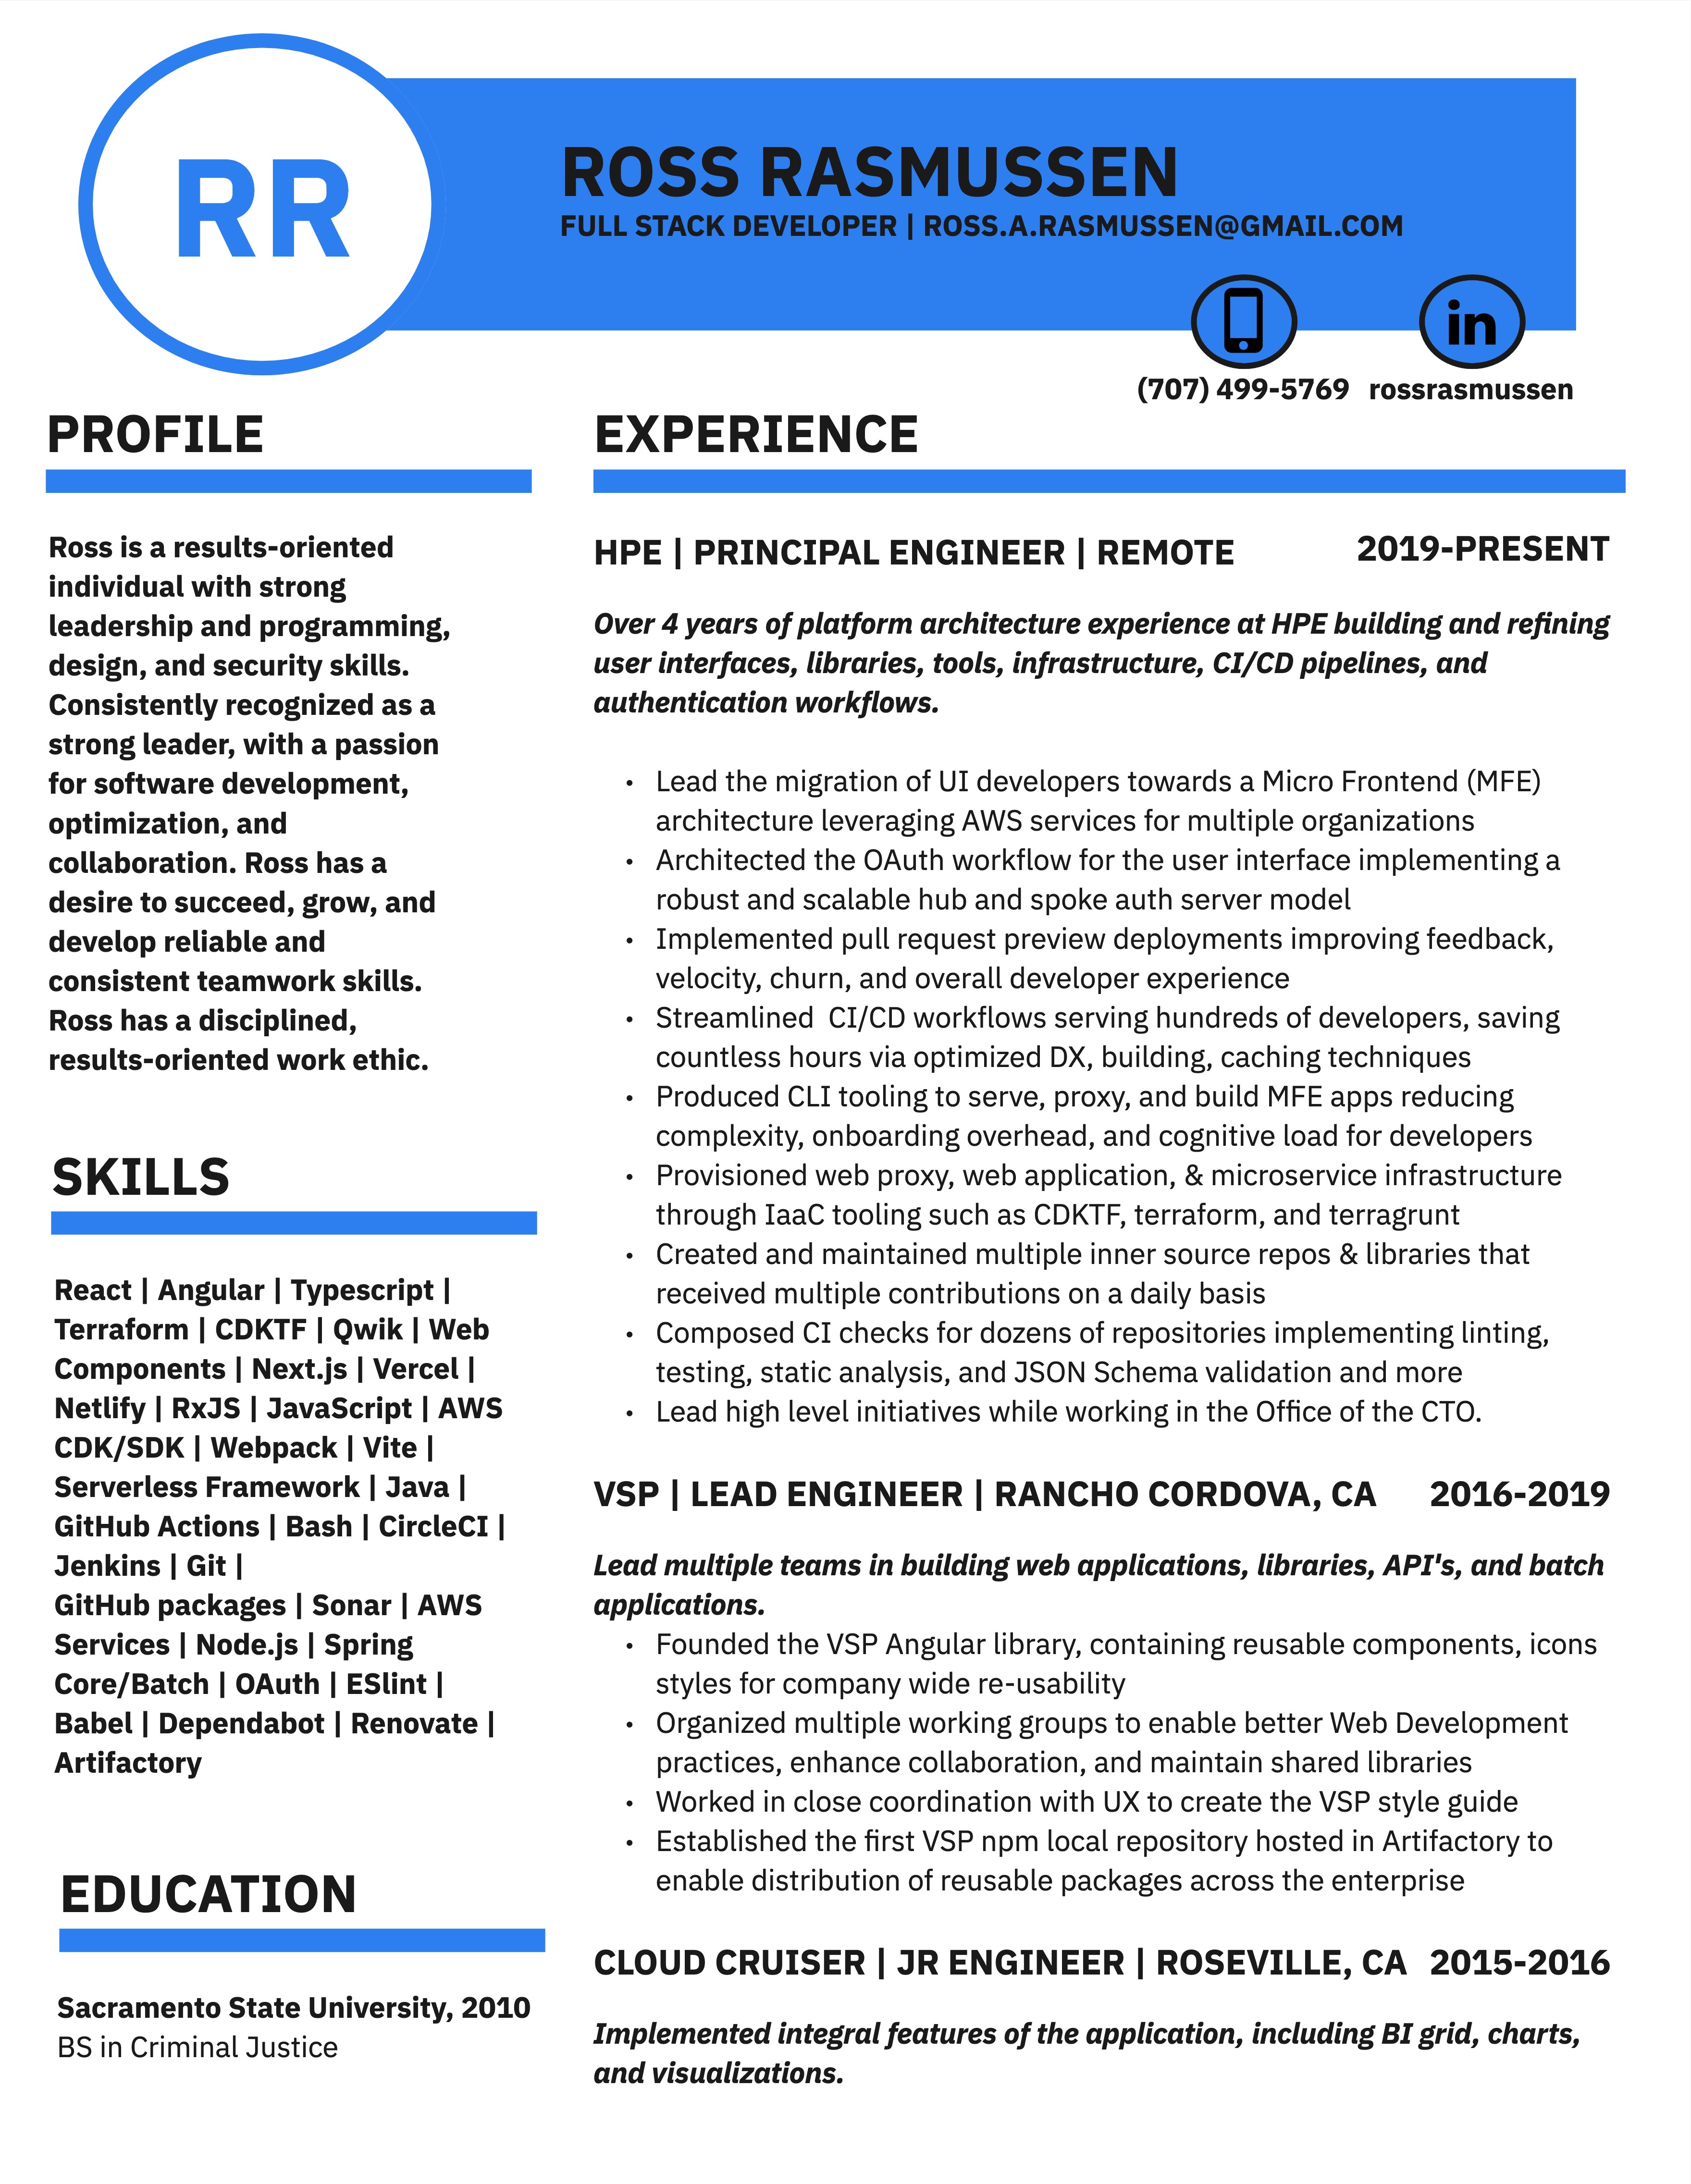 RR
ROSS RASMUSSEN
FULL STACK DEVELOPER | ROSS.A.RASMUSSEN@GMAIL.COM
in
(707) 499-5769
rossrasmussen
PROFILE
Ross is a results-oriented
individual with strong
leadership and programming,
design, and security skills.
Consistently recognized as a
strong leader, with a passion
for software development,
optimization, and
collaboration. Ross has a
desire to succeed, grow, and
develop reliable and
consistent teamwork skills.
Ross has a disciplined,
results-oriented work ethic.
SKILLS
React | Angular | Typescript |
Terraform | CDKTF | Qwik | Web
Components | Next.js | Vercel |
Netlify | RxJS | JavaScript | AWS
CDK/SDK | Webpack | Vite |
Serverless Framework | Java |
GitHub Actions | Bash | CircleCI |
Jenkins | Git |
GitHub packages | Sonar | AWS
Services | Node.js | Spring
Core/Batch | OAuth | ESlint |
Babel | Dependabot | Renovate |
Artifactory
EDUCATION
Sacramento State University, 2010
BS in Criminal Justice
EXPERIENCE
HPE | PRINCIPAL ENGINEER | REMOTE 2019-PRESENT
Over 4 years of platform architecture experience at HPE building and refining
user interfaces, libraries, tools, infrastructure, CI/CD pipelines, and
authentication workflows.
• Lead the migration of UI developers towards a Micro Frontend (MFE)
architecture leveraging AWS services for multiple organizations
• Architected the OAuth workflow for the user interface implementing a
robust and scalable hub and spoke auth server model
• Implemented pull request preview deployments improving feedback,
velocity, churn, and overall developer experience
• Streamlined  CI/CD workflows serving hundreds of developers, saving
countless hours via optimized DX, building, caching techniques
• Produced CLI tooling to serve, proxy, and build MFE apps reducing
complexity, onboarding overhead, and cognitive load for developers
• Provisioned web proxy, web application, & microservice infrastructure
through IaaC tooling such as CDKTF, terraform, and terragrunt
• Created and maintained multiple inner source repos & libraries that
received multiple contributions on a daily basis
• Composed CI checks for dozens of repositories implementing linting,
testing, static analysis, and JSON Schema validation and more
• Lead high level initiatives while working in the Office of the CTO.
VSP | LEAD ENGINEER | RANCHO CORDOVA, CA 2016-2019
Lead multiple teams in building web applications, libraries, API's, and batch
applications.
• Founded the VSP Angular library, containing reusable components, icons
styles for company wide re-usability
• Organized multiple working groups to enable better Web Development
practices, enhance collaboration, and maintain shared libraries
• Worked in close coordination with UX to create the VSP style guide
• Established the first VSP npm local repository hosted in Artifactory to
enable distribution of reusable packages across the enterprise
CLOUD CRUISER | JR ENGINEER | ROSEVILLE, CA 2015-2016
Implemented integral features of the application, including BI grid, charts,
and visualizations.